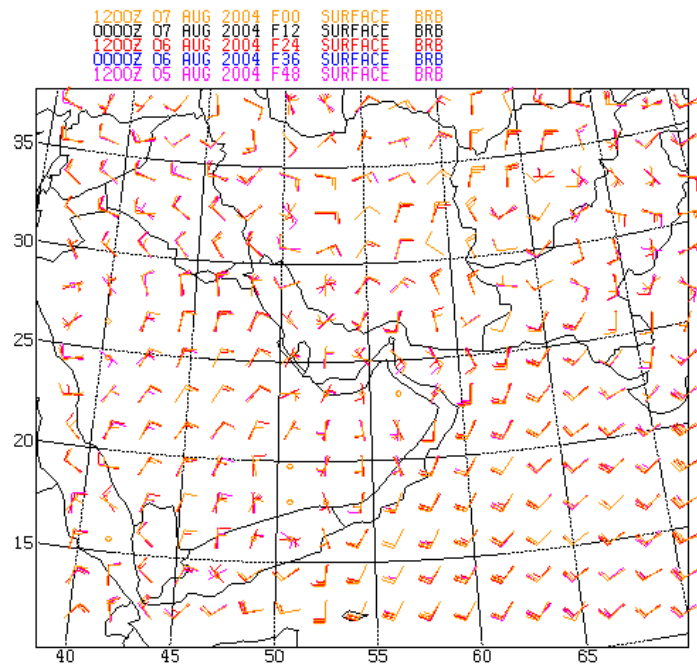 1200Z 07 AUG 2004 F00 SURFACE BRB
0000Z 07 AUG 2004 F12 SURFACE BRB
1200Z 06 AUG 2004 F24 SURFACE BRB
0000Z 06 AUG 2004 F36 SURFACE BRB
1200Z 05 AUG 2004 F48 SURFACE BRB
35
30
25
20
15
40 45 50 55 60 65